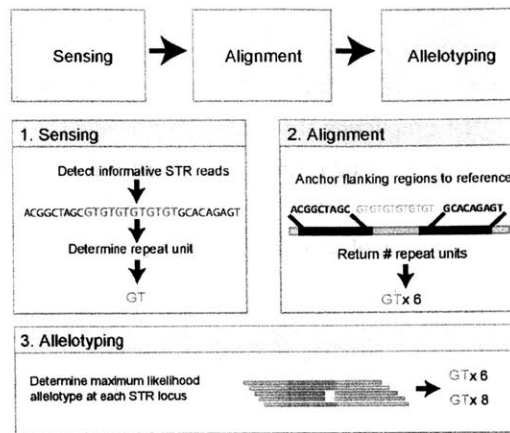 Sensing
Alignment
Allelotyping
1. Sensing
Detect informative STR reads
ACGGCTAGCGTGTGTGTGTGTGCACAGAGT
Determine repeat unit
GT
2. Alignment
Anchor flanking regions to reference
ACGGCTAGC GTGTGTGTGTGT GCACAGAGT
Return # repeat units
GTx 6
3. Allelotyping
Determine maximum likelihood
allelotype at each STR locus
GTx 6
GTx 8